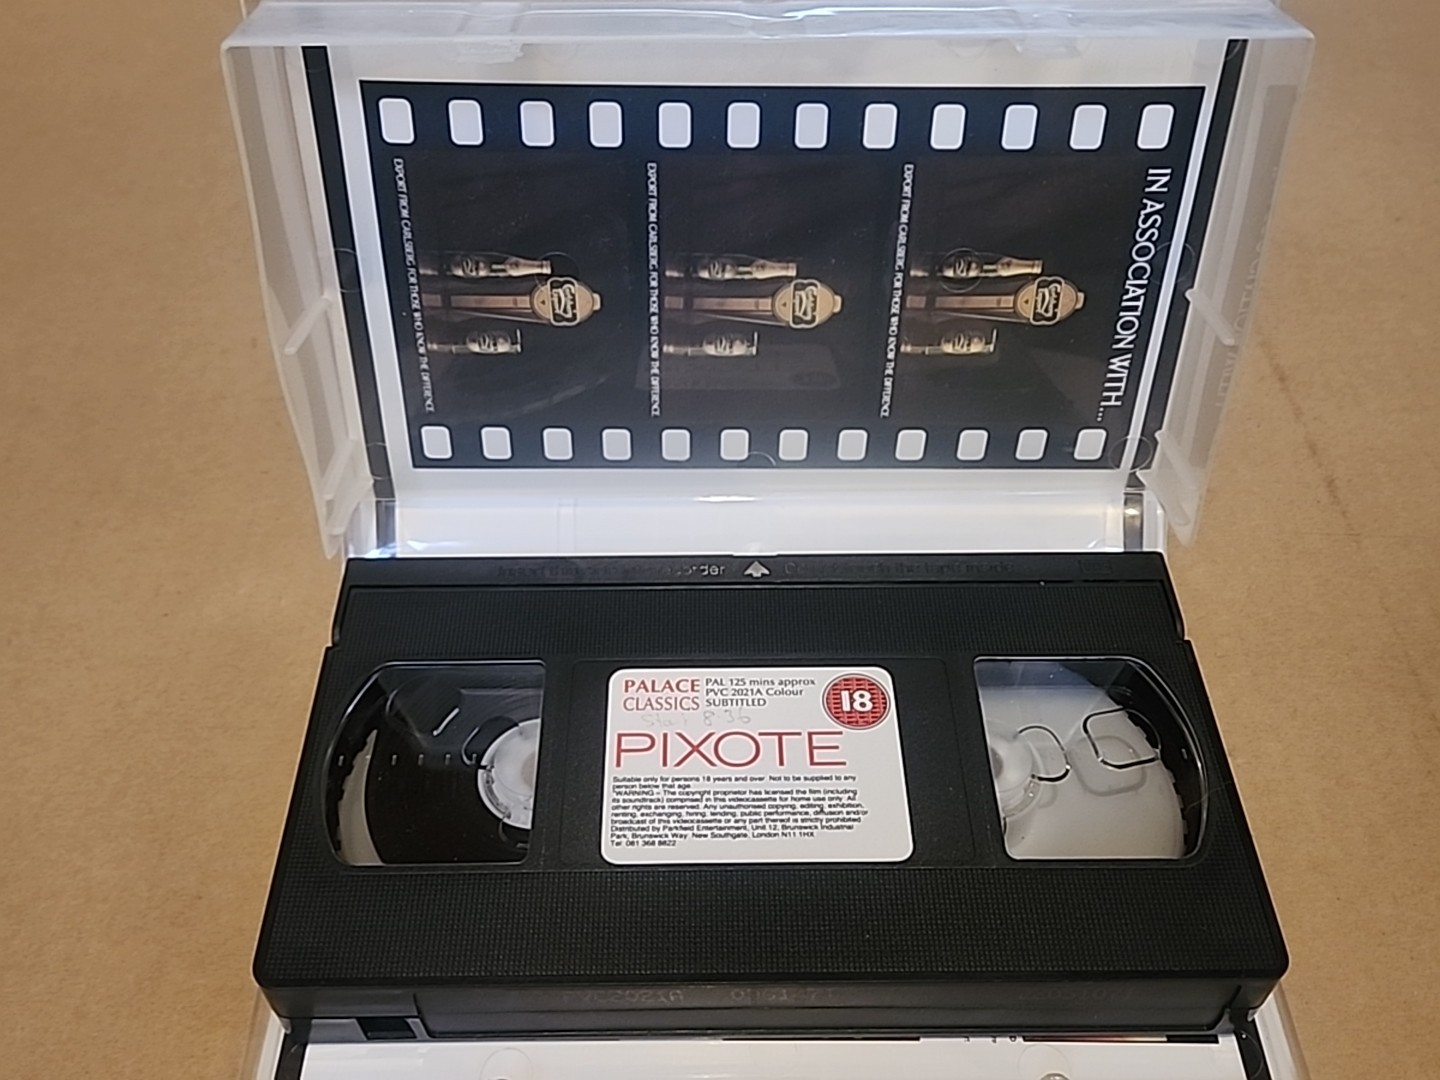 IN ASSOCIATION WITH....
EXPORT FROM CARLSBERG. FOR THOSE WHO KNOW THE DIFFERENCE.
EXPORT FROM CARLSBERG. FOR THOSE WHO KNOW THE DIFFERENCE.
EXPORT FROM CARLSBERG. FOR THOSE WHO KNOW THE DIFFERENCE.
recorder
PALACE
CLASSICS
PAL 125 mins approx
PVC 2021A Colour
SUBTITLED
18
Start 8 36
PIXOTE
Suitable only for persons 18 years and over. Not to be supplied to any
person below that age
"WARNING – The copyright proprietor has licensed the film (including
its soundtrack) comprised in this videocassette for home use only. All
other rights are reserved. Any unauthorised copying, editing, exhibition,
renting, exchanging, hiring, lending, public performance, diffusion and/or
broadcast of this videocassette or any part thereof is strictly prohibited.
Distributed by Parkfield Entertainment, Unit 12, Brunswick Industrial
Park, Brunswick Way, New Southgate, London N11 1HX
Tel: 081 368 8822
PVC2021A